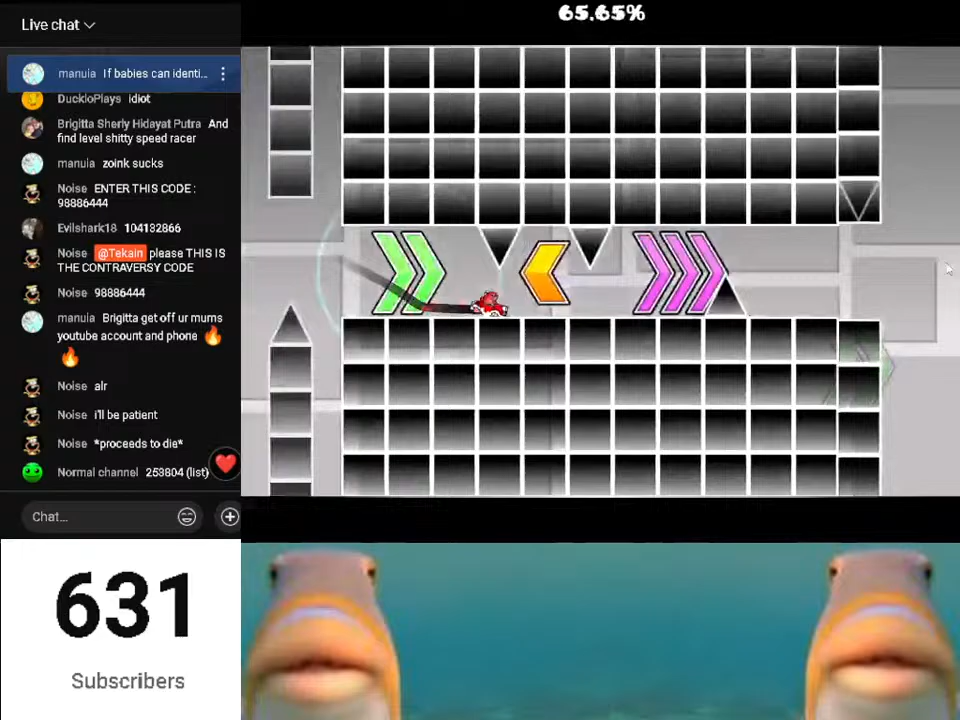 65.65%
Live chat
manuia If babies can identi...
DuckloPlays idiot
Brigitta Sherly Hidayat Putra And
find level shitty speed racer
manuia zoink sucks
Noise ENTER THIS CODE :
98886444
Evilshark18 104132866
Noise @Tekain please THIS IS
THE CONTRAVERSY CODE
Noise 98886444
manuia Brigitta get off ur mums
youtube account and phone 🔥
🔥
Noise alr
Noise i'll be patient
Noise *proceeds to die*
Normal channel 253804 (list)
Chat...
631
Subscribers